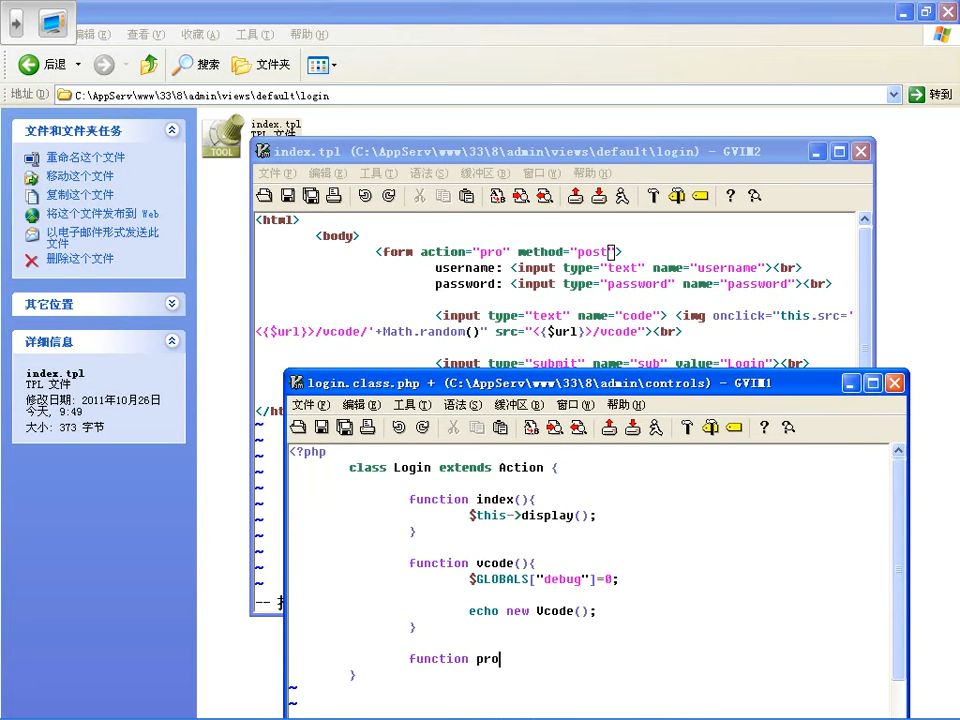 编辑(E) 查看(V) 收藏(A) 工具(T) 帮助(H)
后退 搜索 文件夹
地址(D) C:\AppServ\www\33\8\admin\views\default\login 转到
文件和文件夹任务
重命名这个文件
移动这个文件
复制这个文件
将这个文件发布到 Web
以电子邮件形式发送此
文件
删除这个文件
其它位置
详细信息
index.tpl
TPL 文件
修改日期: 2011年10月26日
今天, 9:49
大小: 373 字节
TOOL
index.tpl
TPL 文件
index.tpl (C:\AppServ\www\33\8\admin\views\default\login) - GVIM2
文件(F) 编辑(E) 工具(T) 语法(S) 缓冲区(B) 窗口(W) 帮助(H)
<html>
<body>
<form action="pro" method="post">
username: <input type="text" name="username"><br>
password: <input type="password" name="password"><br>
<input type="text" name="code"> <img onclick="this.src='
<{$url}>/vcode/'+Math.random()" src="<{$url}>/vcode"><br>
<input type="submit" name="sub" value="Login"><br>
</ht
~
~
~
~
~
~
~
~
~
~
~
--
login.class.php + (C:\AppServ\www\33\8\admin\controls) - GVIM1
文件(F) 编辑(E) 工具(T) 语法(S) 缓冲区(B) 窗口(W) 帮助(H)
<?php
class Login extends Action {
function index(){
$this->display();
}
function vcode(){
$GLOBALS["debug"]=0;
echo new Vcode();
}
function pro
}
~
~